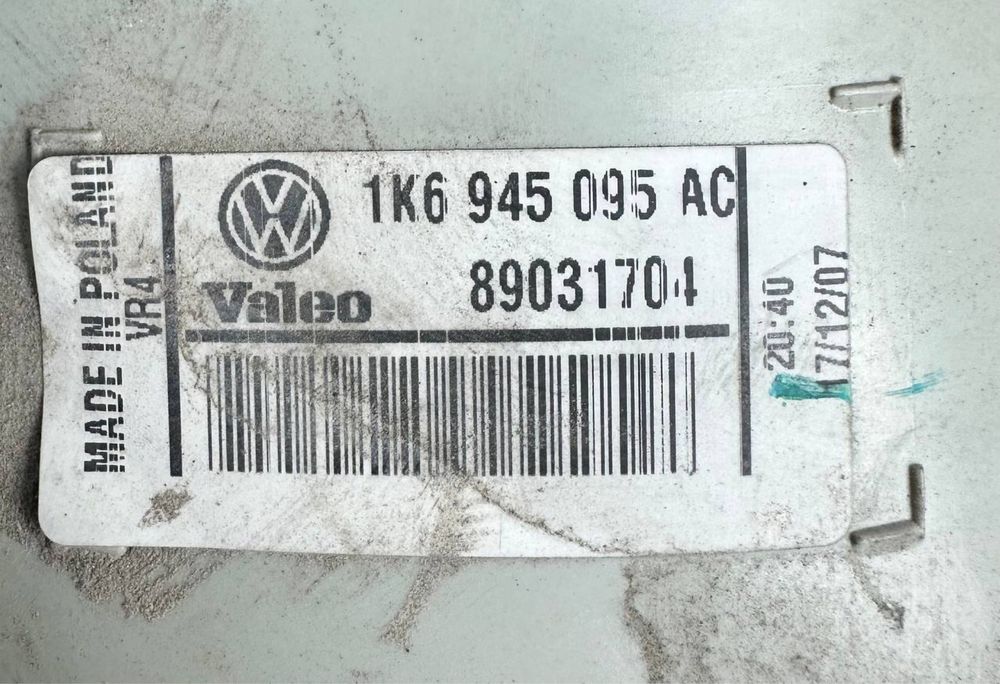 MADE IN POLAND
VR4
1K6 945 095 AC
89031704
Valeo
20:40
17/12/07